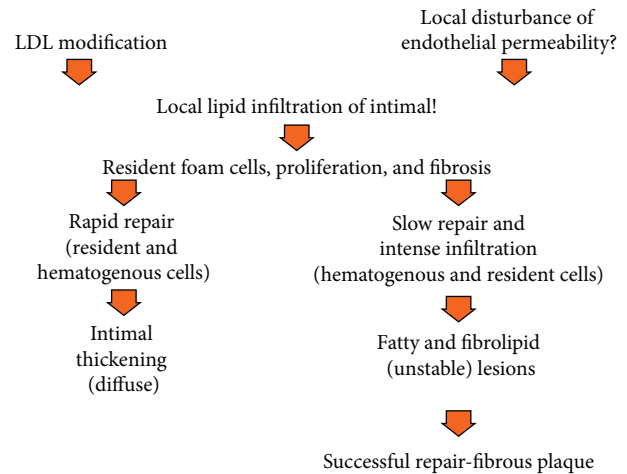 LDL modification
Local disturbance of
endothelial permeability?
Local lipid infiltration of intimal!
Resident foam cells, proliferation, and fibrosis
Rapid repair
(resident and
hematogenous cells)
Slow repair and
intense infiltration
(hematogenous and resident cells)
Intimal
thickening
(diffuse)
Fatty and fibrolipid
(unstable) lesions
Successful repair-fibrous plaque